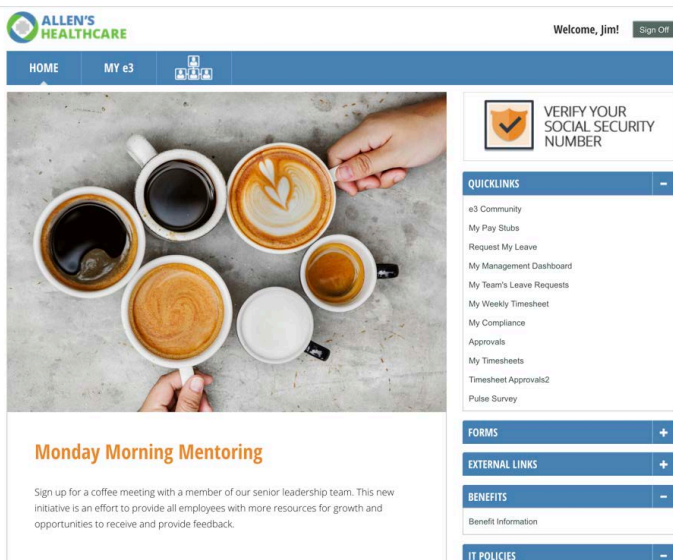 ALLEN'S
HEALTHCARE
Welcome, Jim!
Sign Off
HOME
MY e3
VERIFY YOUR
SOCIAL SECURITY
NUMBER
QUICKLINKS
e3 Community
My Pay Stubs
Request My Leave
My Management Dashboard
My Team's Leave Requests
My Weekly Timesheet
My Compliance
Approvals
My Timesheets
Timesheet Approvals2
Pulse Survey
Monday Morning Mentoring
Sign up for a coffee meeting with a member of our senior leadership team. This new
initiative is an effort to provide all employees with more resources for growth and
opportunities to receive and provide feedback.
FORMS
EXTERNAL LINKS
BENEFITS
Benefit Information
IT POLICIES